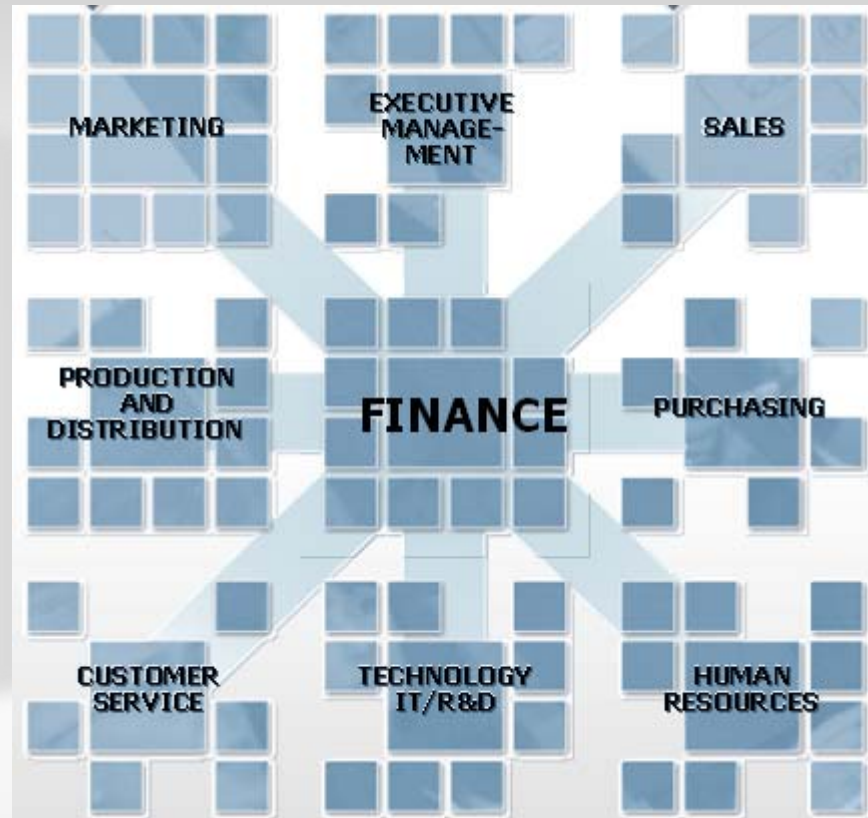 MARKETING
EXECUTIVE
MANAGE-
MENT
SALES
PRODUCTION
AND
DISTRIBUTION
FINANCE
PURCHASING
CUSTOMER
SERVICE
TECHNOLOGY
IT/R&D
HUMAN
RESOURCES